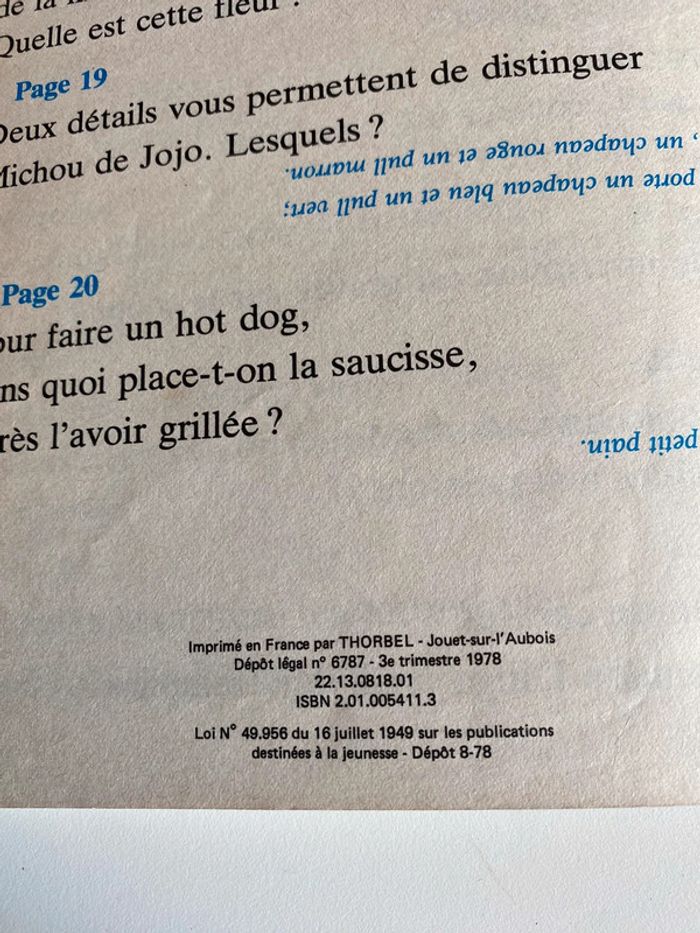 de la
Quelle est cette fleur ?
Page 19
Deux détails vous permettent de distinguer
Michou de Jojo. Lesquels ?
porte un chapeau bleu et un pull vert;
, un chapeau rouge et un pull marron.
Page 20
our faire un hot dog,
ns quoi place-t-on la saucisse,
rès l'avoir grillée ?
petit pain.
Imprimé en France par THORBEL - Jouet-sur-l'Aubois
Dépôt légal n° 6787 - 3e trimestre 1978
22.13.0818.01
ISBN 2.01.005411.3
Loi N° 49.956 du 16 juillet 1949 sur les publications
destinées à la jeunesse - Dépôt 8-78